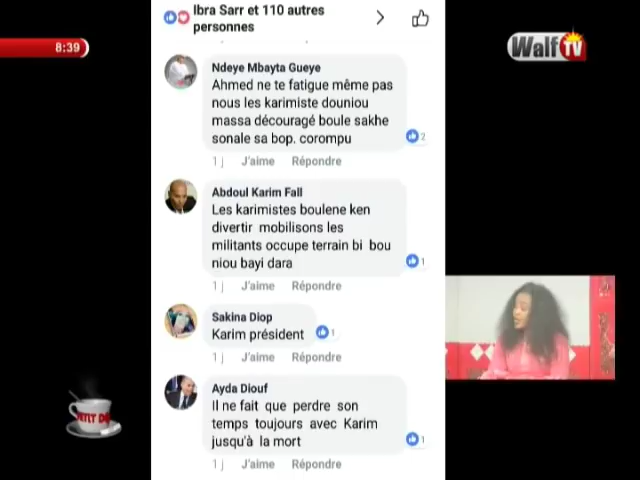 Ibra Sarr et 110 autres
personnes
8:39
Walf TV
Ndeye Mbayta Gueye
Ahmed ne te fatigue même pas
nous les karimiste douniou
massa découragé boule sakhe
sonale sa bop. corompu
2
1 j J'aime Répondre
Abdoul Karim Fall
Les karimistes boulene ken
divertir mobilisons les
militants occupe terrain bi bou
niou bayi dara
1
1 j J'aime Répondre
Sakina Diop
Karim président
1
1 j J'aime Répondre
Ayda Diouf
Il ne fait que perdre son
temps toujours avec Karim
jusqu'à la mort
1
1 j J'aime Répondre